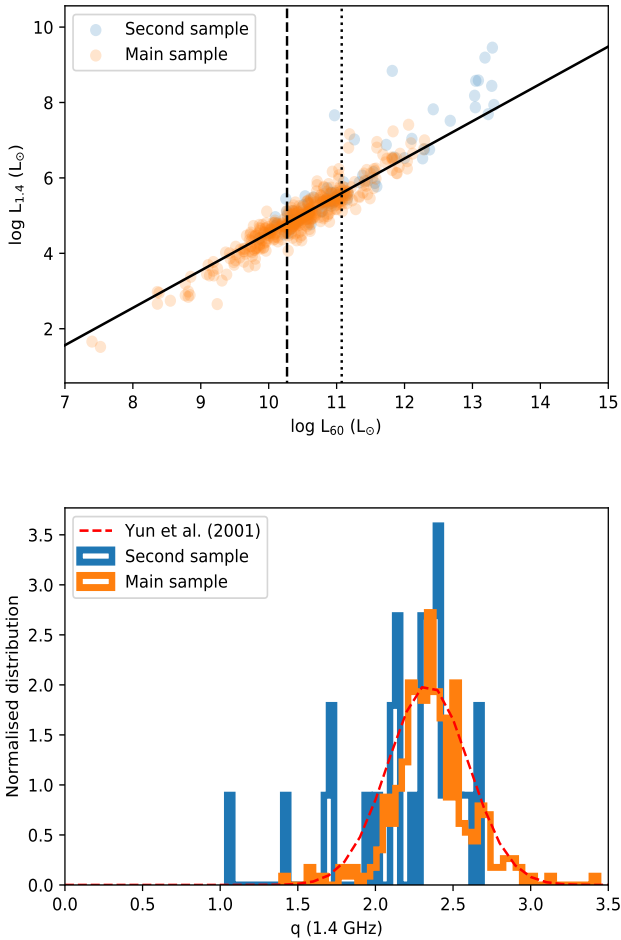 10
8
6
4
2
log L₁.₄ (L⊙)
Second sample
Main sample
7 8 9 10 11 12 13 14 15
log L₆₀ (L⊙)
3.5
3.0
2.5
2.0
1.5
1.0
0.5
0.0
Normalised distribution
Yun et al. (2001)
Second sample
Main sample
0.0 0.5 1.0 1.5 2.0 2.5 3.0 3.5
q (1.4 GHz)